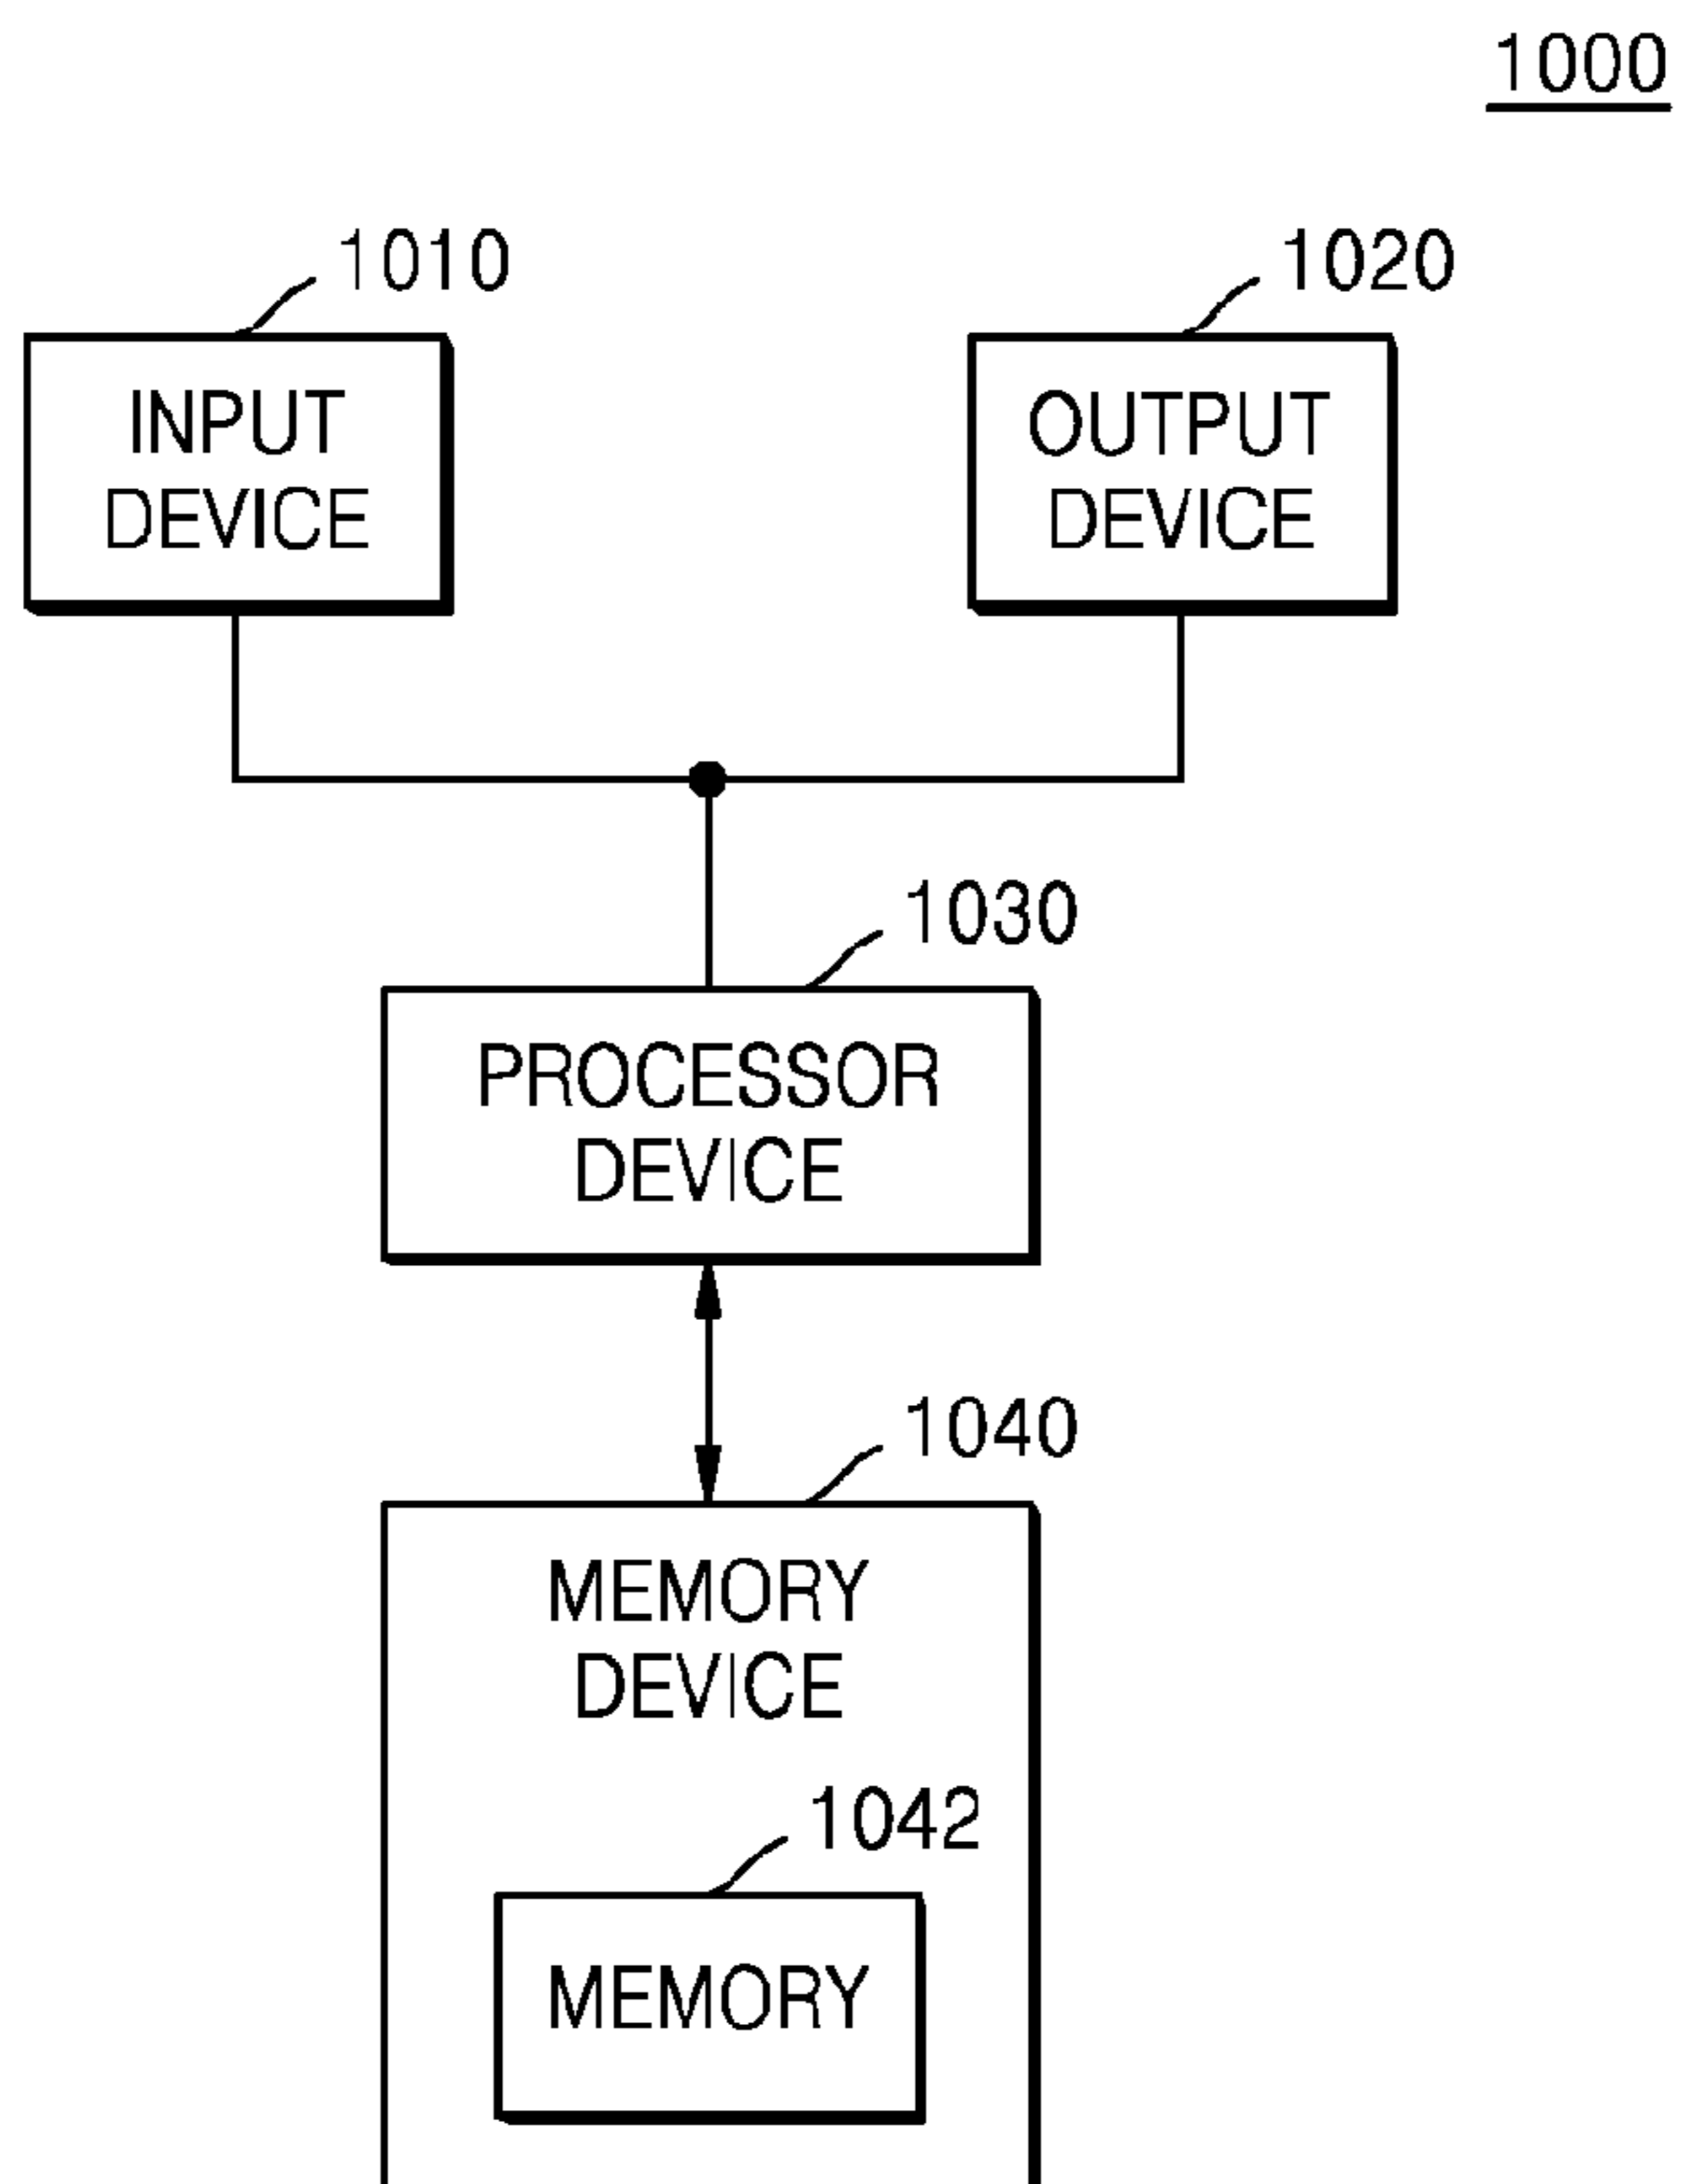 1000
1010
1020
INPUT
DEVICE
OUTPUT
DEVICE
1030
PROCESSOR
DEVICE
1040
MEMORY
DEVICE
1042
MEMORY